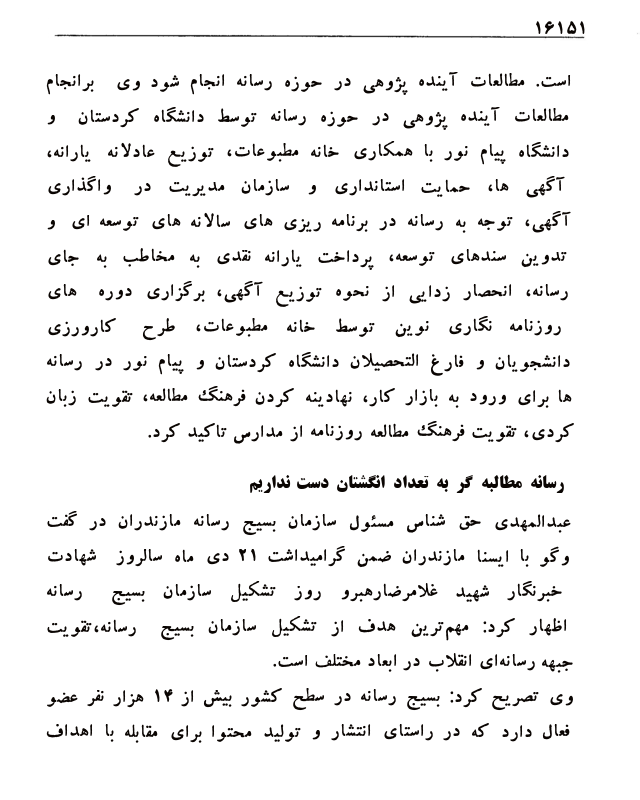 ۱۶۱۵۱
است. مطالعات آینده پژوهی در حوزه رسانه انجام شود وی برانجام
مطالعات آینده پژوهی در حوزه رسانه توسط دانشگاه کردستان و
دانشگاه پیام نور با همکاری خانه مطبوعات، توزیع عادلانه یارانه،
آگهی ها، حمایت استانداری و سازمان مدیریت در واگذاری
آگهی، توجه به رسانه در برنامه ریزی های سالانه های توسعه ای و
تدوین سندهای توسعه، پرداخت یارانه نقدی به مخاطب به جای
رسانه، انحصار زدایی از نحوه توزیع آگهی، برگزاری دوره های
روزنامه نگاری نوین توسط خانه مطبوعات، طرح کارورزی
دانشجویان و فارغ التحصیلان دانشگاه کردستان و پیام نور در رسانه
ها برای ورود به بازار کار، نهادینه کردن فرهنگ مطالعه، تقویت زبان
کردی، تقویت فرهنگ مطالعه روزنامه از مدارس تاکید کرد.
رسانه مطالبه گر به تعداد انگشتان دست نداریم
عبدالمهدی حق شناس مسئول سازمان بسیج رسانه مازندران در گفت
وگو با ایسنا مازندران ضمن گرامیداشت ۲۱ دی ماه سالروز شهادت
خبرنگار شهید غلامرضارهبرو روز تشکیل سازمان بسیج رسانه
اظهار کرد: مهم‌ترین هدف از تشکیل سازمان بسیج رسانه،تقویت
جبهه رسانه‌ای انقلاب در ابعاد مختلف است.
وی تصریح کرد: بسیج رسانه در سطح کشور بیش از ۱۴ هزار نفر عضو
فعال دارد که در راستای انتشار و تولید محتوا برای مقابله با اهداف